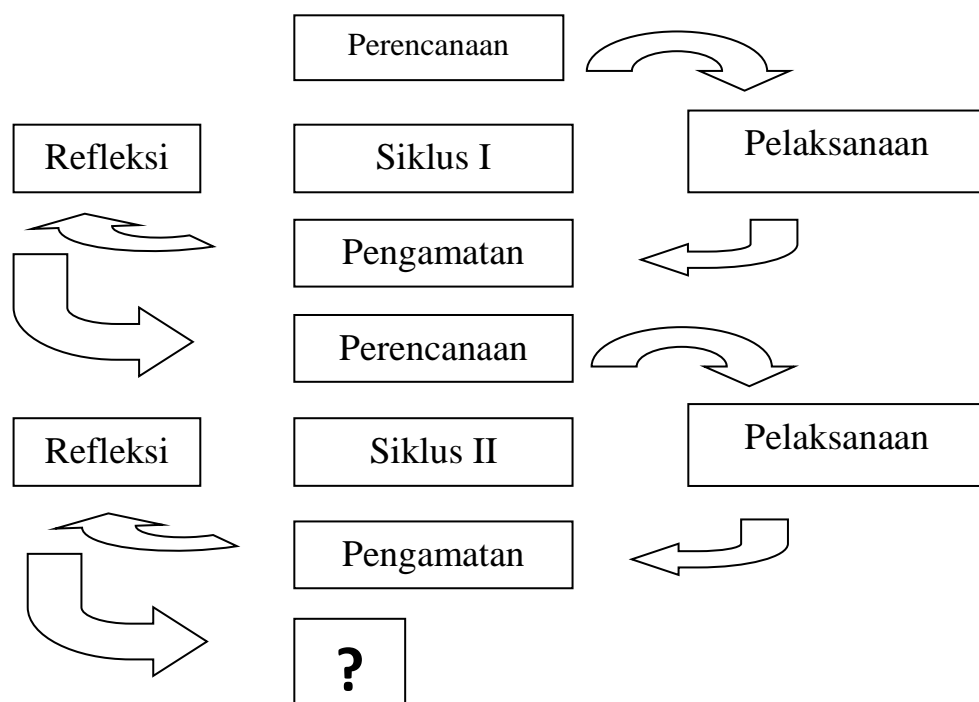 Perencanaan
Refleksi
Siklus I
Pelaksanaan
Pengamatan
Perencanaan
Refleksi
Siklus II
Pelaksanaan
Pengamatan
?